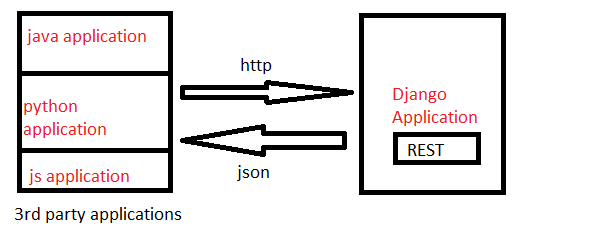 java application
python
application
js application
3rd party applications
http
json
Django
Application
REST